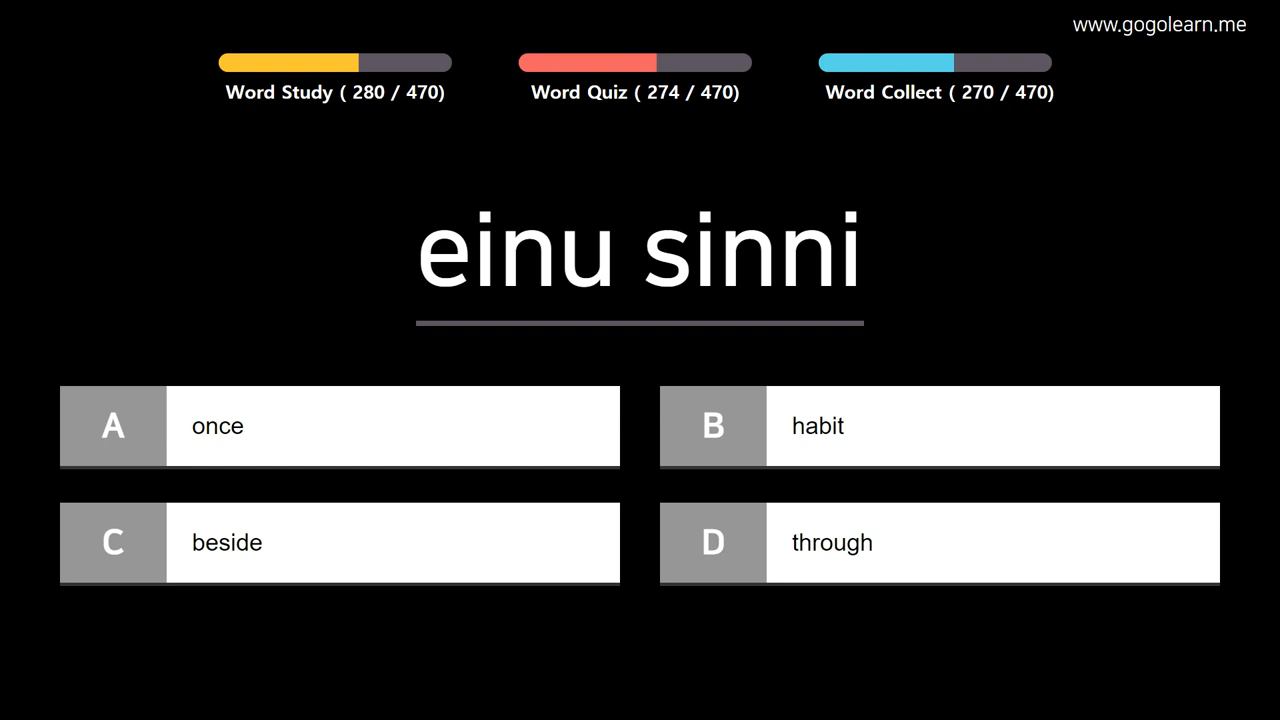 www.gogolearn.me
Word Study ( 280 / 470)
Word Quiz ( 274 / 470)
Word Collect ( 270 / 470)
einu sinni
A once
B habit
C beside
D through